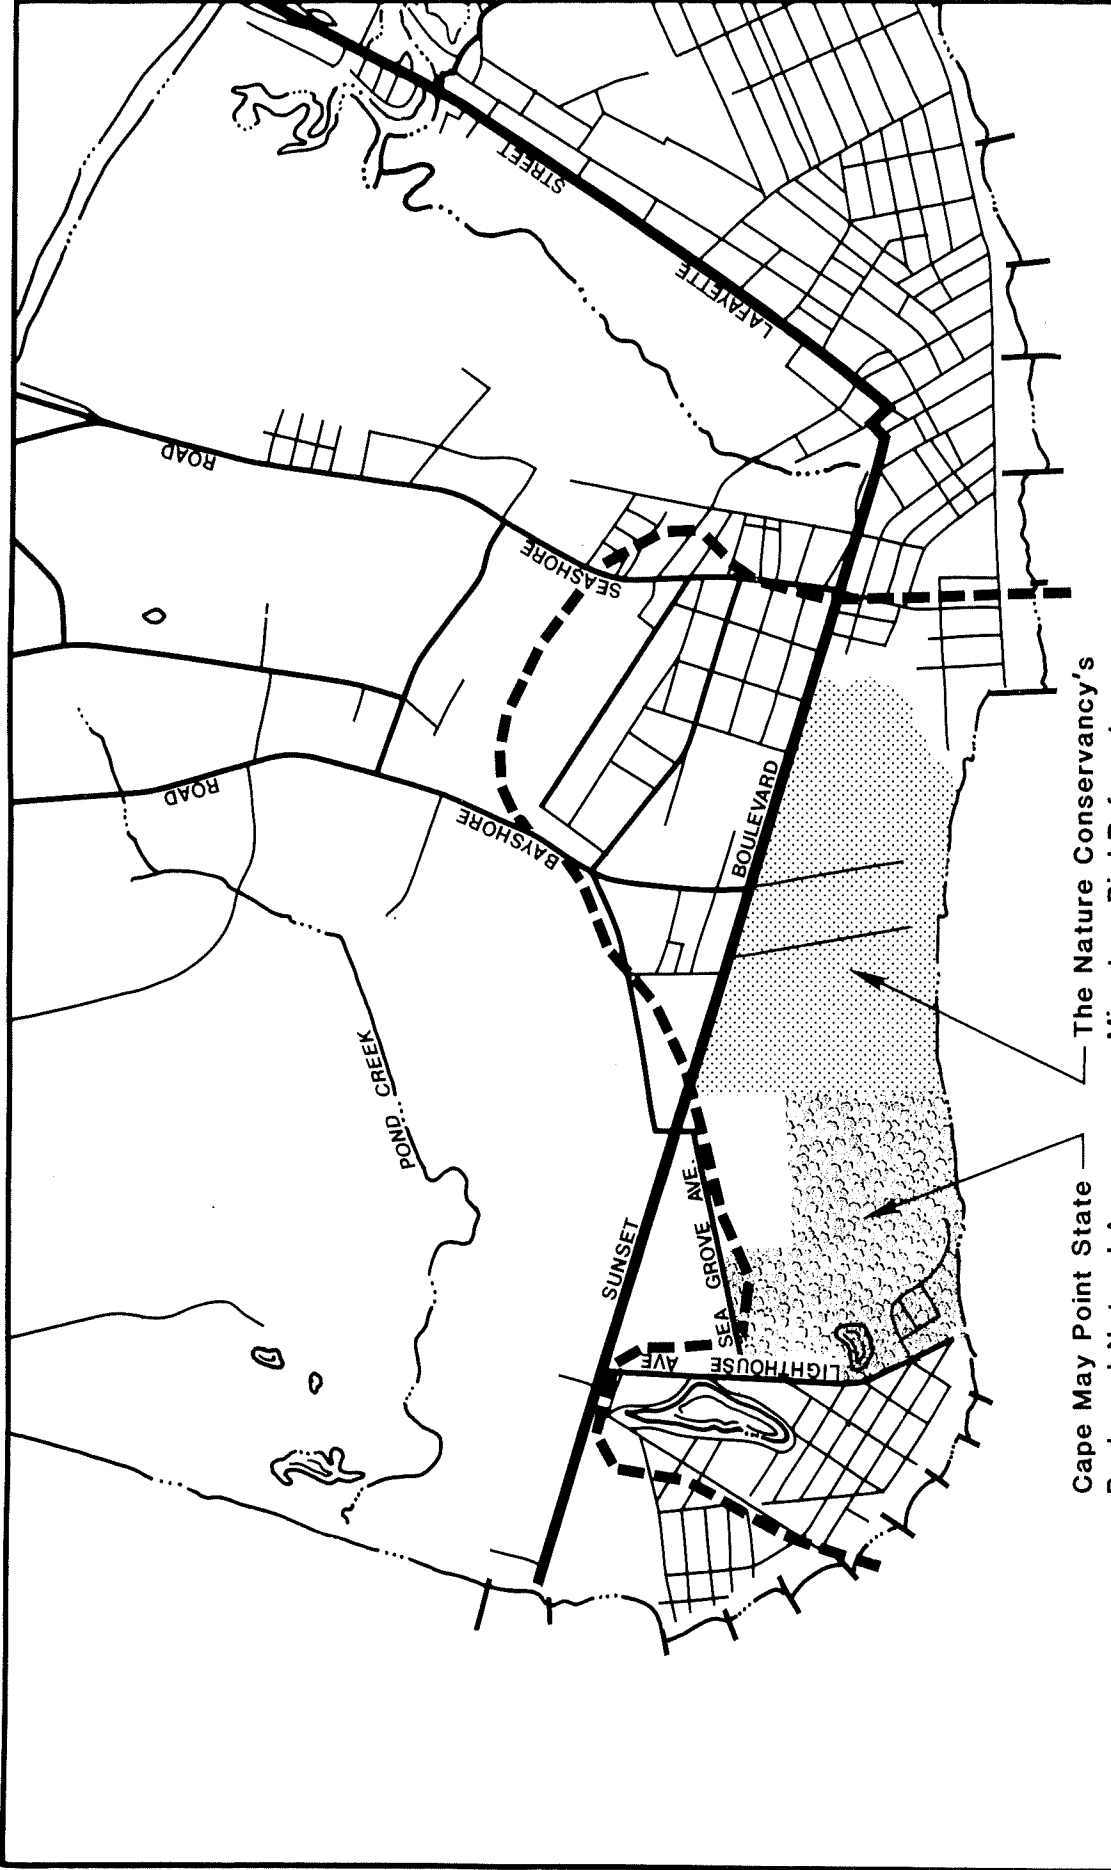 STREET
LAFAYETTE
ROAD
SEASHORE
ROAD
BAYSHORE
BOULEVARD
POND CREEK
SUNSET
SEA GROVE AVE.
LIGHTHOUSE AVE
Cape May Point State
The Nature Conservancy's